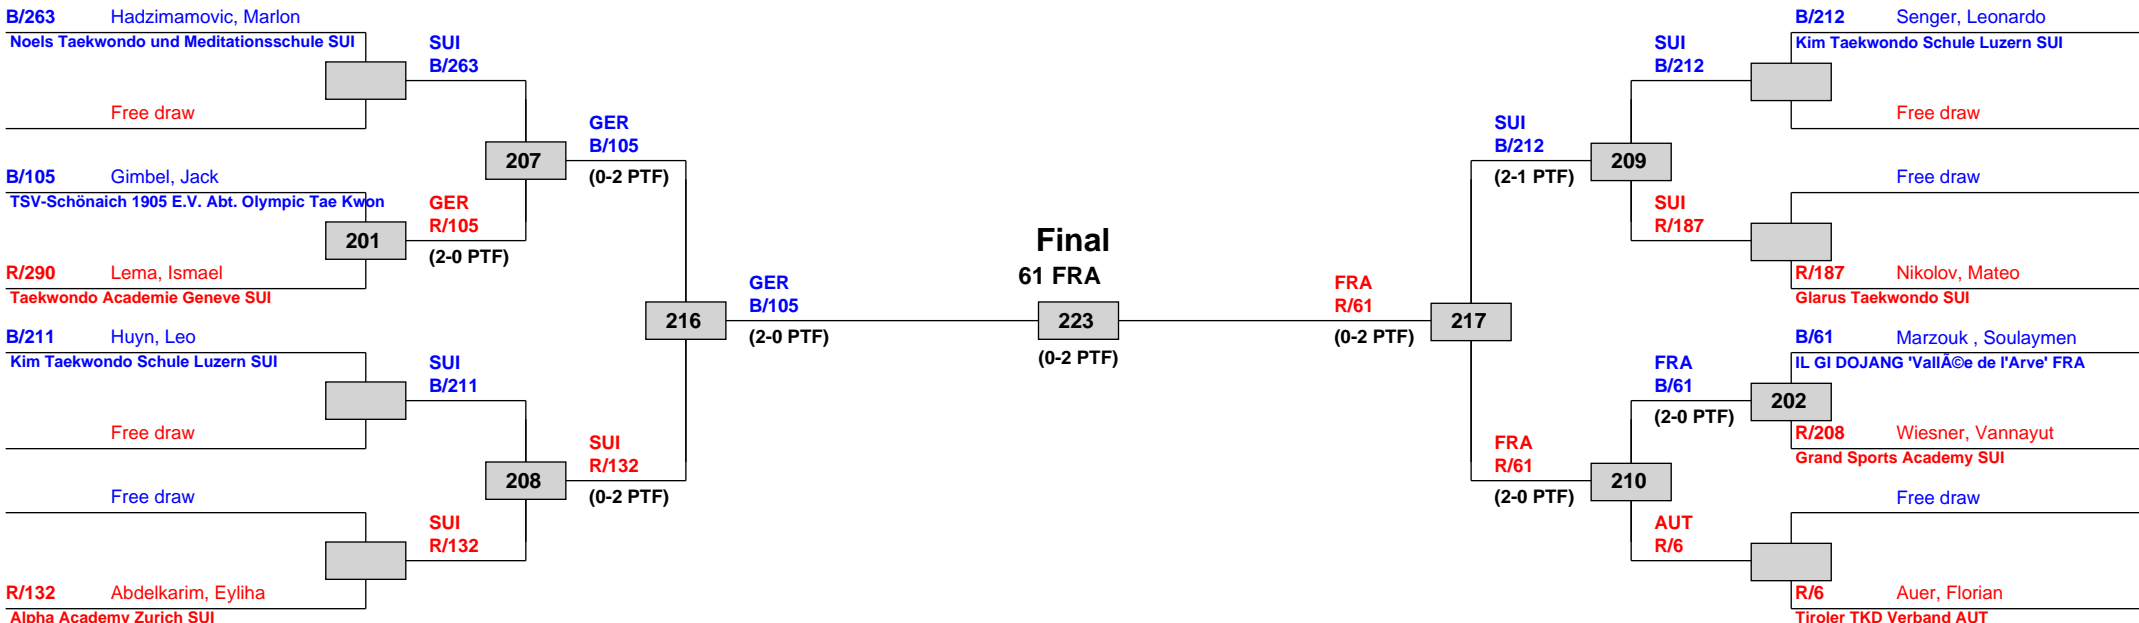 B/263 Hadzimamovic, Marlon
Noels Taekwondo und Meditationsschule SUI
SUI
B/263
Free draw
GER
B/105
(0-2 PTF)
207
B/105 Gimbel, Jack
TSV-Schönaich 1905 E.V. Abt. Olympic Tae Kwon
GER
R/105
(2-0 PTF)
201
R/290 Lema, Ismael
Taekwondo Academie Geneve SUI
216
GER
B/105
(2-0 PTF)
B/211 Huyn, Leo
Kim Taekwondo Schule Luzern SUI
SUI
B/211
Free draw
SUI
R/132
(0-2 PTF)
208
Free draw
SUI
R/132
R/132 Abdelkarim, Eyliha
Alpha Academy Zurich SUI
Final
61 FRA
223
(0-2 PTF)
FRA
R/61
(0-2 PTF)
217
B/212 Senger, Leonardo
Kim Taekwondo Schule Luzern SUI
SUI
B/212
Free draw
SUI
B/212
(2-1 PTF)
209
Free draw
SUI
R/187
R/187 Nikolov, Mateo
Glarus Taekwondo SUI
B/61 Marzouk , Soulaymen
IL GI DOJANG 'VallÃ©e de l'Arve' FRA
FRA
B/61
(2-0 PTF)
202
R/208 Wiesner, Vannayut
Grand Sports Academy SUI
FRA
R/61
(2-0 PTF)
210
Free draw
AUT
R/6
R/6 Auer, Florian
Tiroler TKD Verband AUT